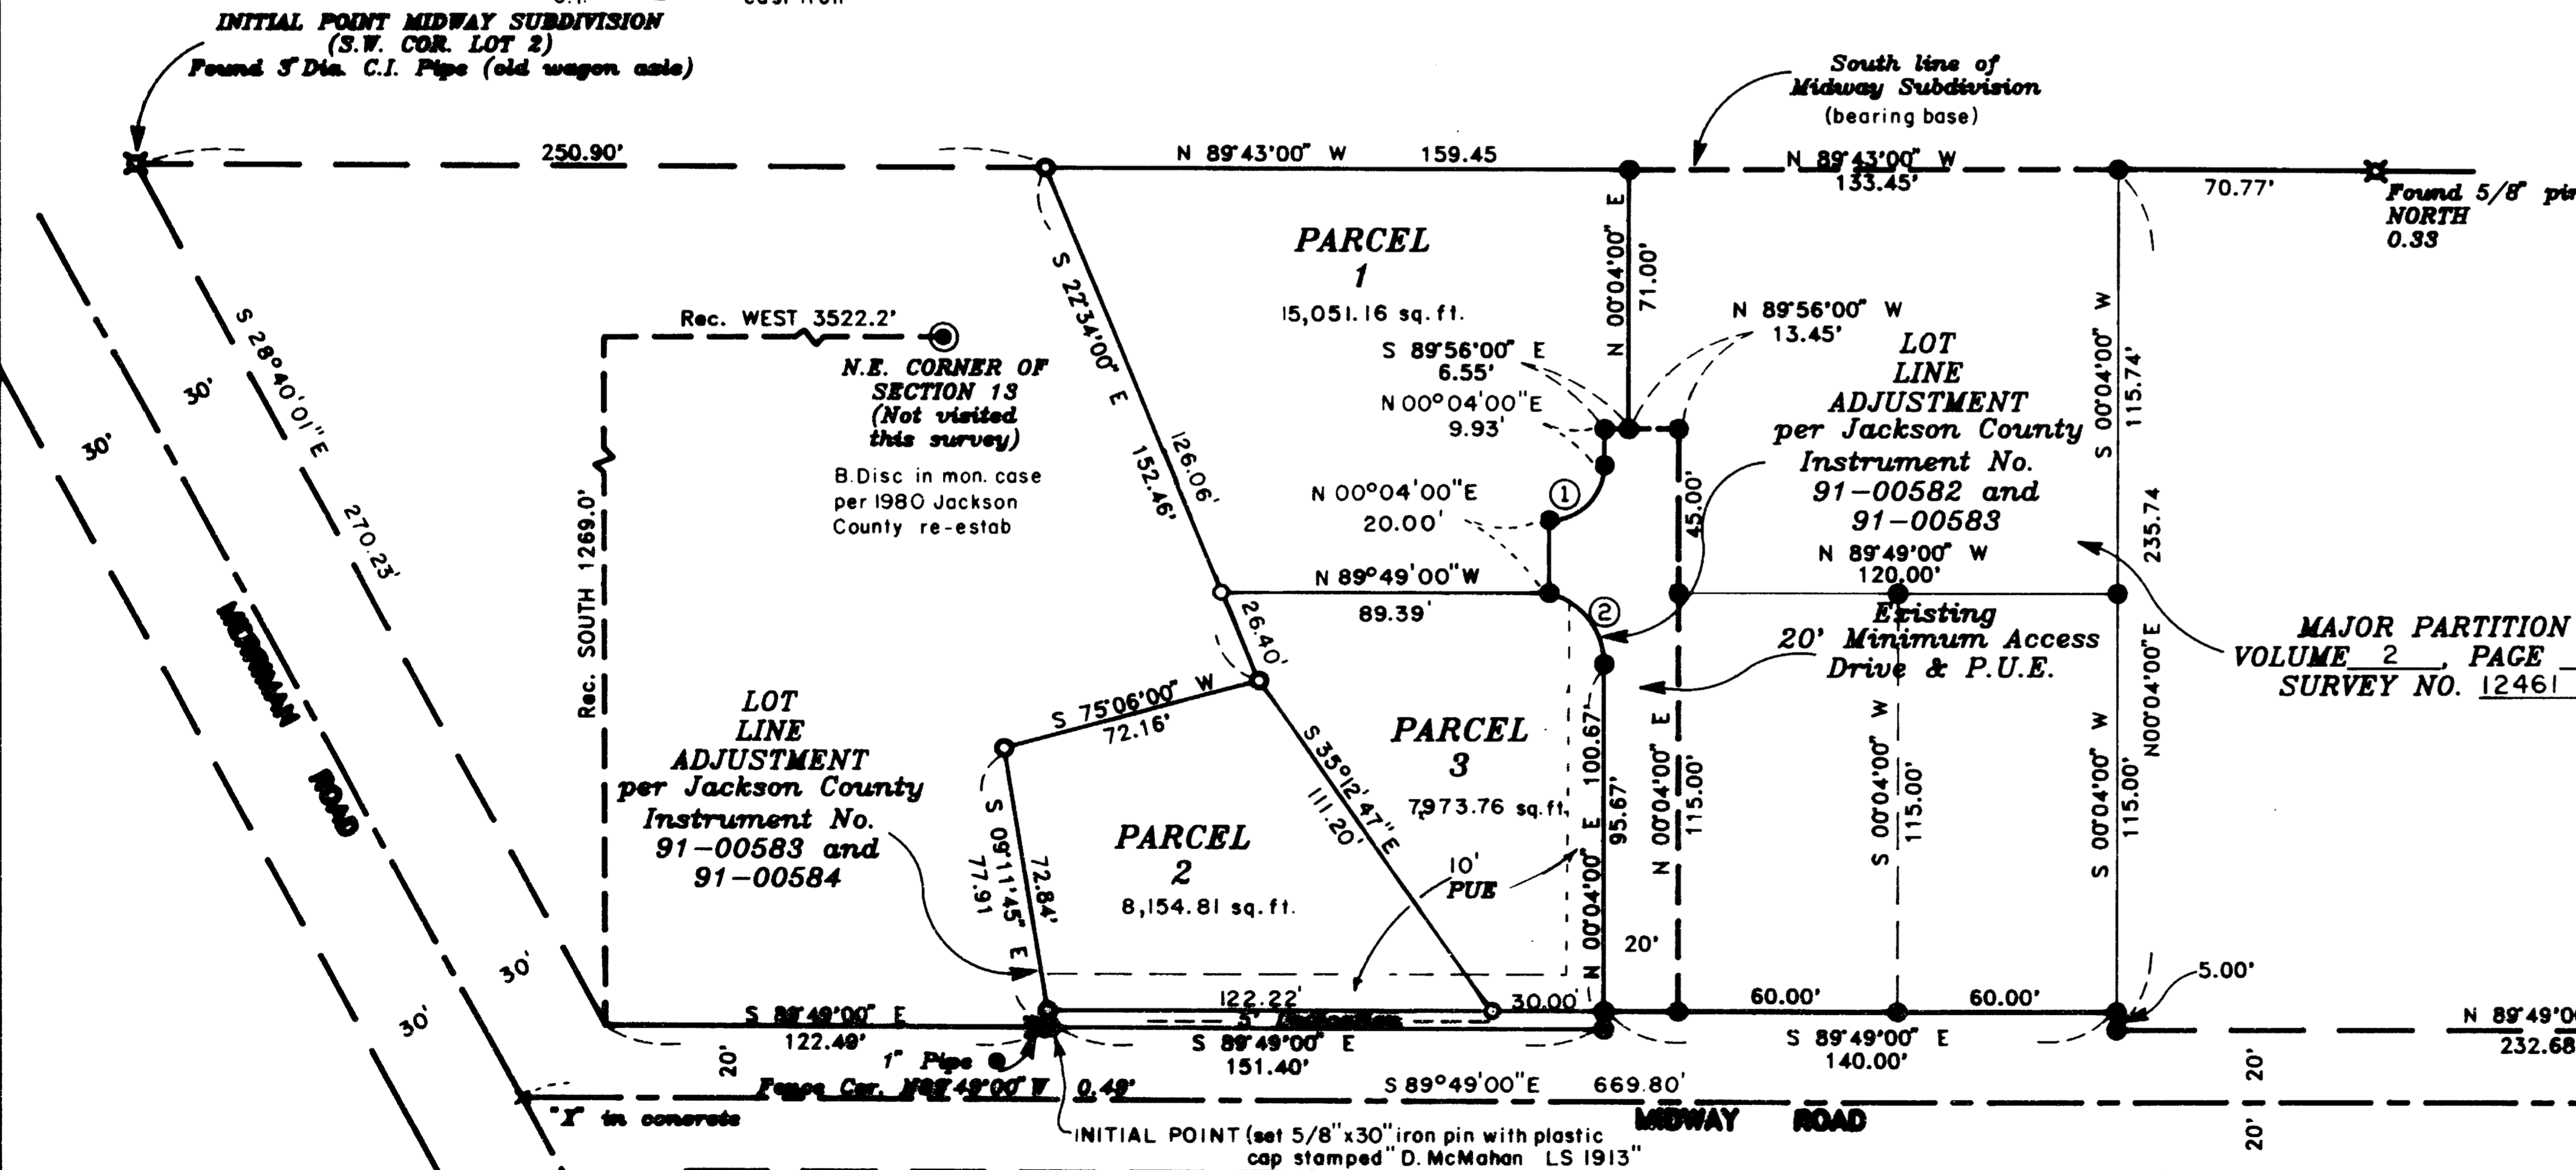 INITIAL POINT MIDWAY SUBDIVISION
(S.W. COR. LOT 2)
Found 3" Dia. C.I. Pipe (old wagon axle)
South line of
Midway Subdivision
(bearing base)
250.90'
N 89°43'00" W 159.45
N 89°43'00" W
133.45'
70.77'
Found 5/8"
NORTH
0.33
PARCEL
1
15,051.16 sq.ft.
N 00°04'00" E
71.00'
N 89°56'00" W
13.45'
S 89°56'00" E
6.55'
N 00°04'00"E
9.93'
N 00°04'00"E
20.00'
1
45.00'
LOT
LINE
ADJUSTMENT
per Jackson County
Instrument No.
91-00582 and
91-00583
S 00°04'00" W
115.74'
N00°04'00"E 235.74
S 22°34'00" E
126.06'
152.46'
Rec. WEST 3522.2'
N.E. CORNER OF
SECTION 13
(Not visited
this survey)
B.Disc in mon. case
per 1980 Jackson
County re-estab
Rec. SOUTH 1269.0'
S 28°40'01"E
270.23'
30'
30'
MERRIMAN
ROAD
30'
30'
N 89°49'00"W
89.39'
2
26.40'
N 89°49'00" W
120.00'
Existing
20' Minimum Access
Drive & P.U.E.
MAJOR PARTITION
VOLUME 2, PAGE
SURVEY NO. 12461
S 75°06'00" W
72.16'
LOT
LINE
ADJUSTMENT
per Jackson County
Instrument No.
91-00583 and
91-00584
S 09°11'45" E
72.84'
77.91
PARCEL
2
8,154.81 sq.ft.
S 35°12'47"E
111.20'
PARCEL
3
7,973.76 sq.ft.
10'
PUE
N 00°04'00" E 100.67'
95.67'
N 00°04'00" E
115.00'
20'
S 00°04'00" W
115.00'
S 00°04'00" W
115.00'
5.00'
122.22'
30.00'
60.00'
60.00'
S 89°49'00" E
122.49'
5'
S 89°49'00" E
151.40'
S 89°49'00" E
140.00'
N 89°49'
232.68
20'
1" Pipe
Fence Cor. N89°49'00"W 0.49'
S 89°49'00"E 669.80'
"X" in concrete
MIDWAY ROAD
20'
20'
INITIAL POINT (set 5/8"x30" iron pin with plastic
cap stamped "D. McMahan LS 1913"